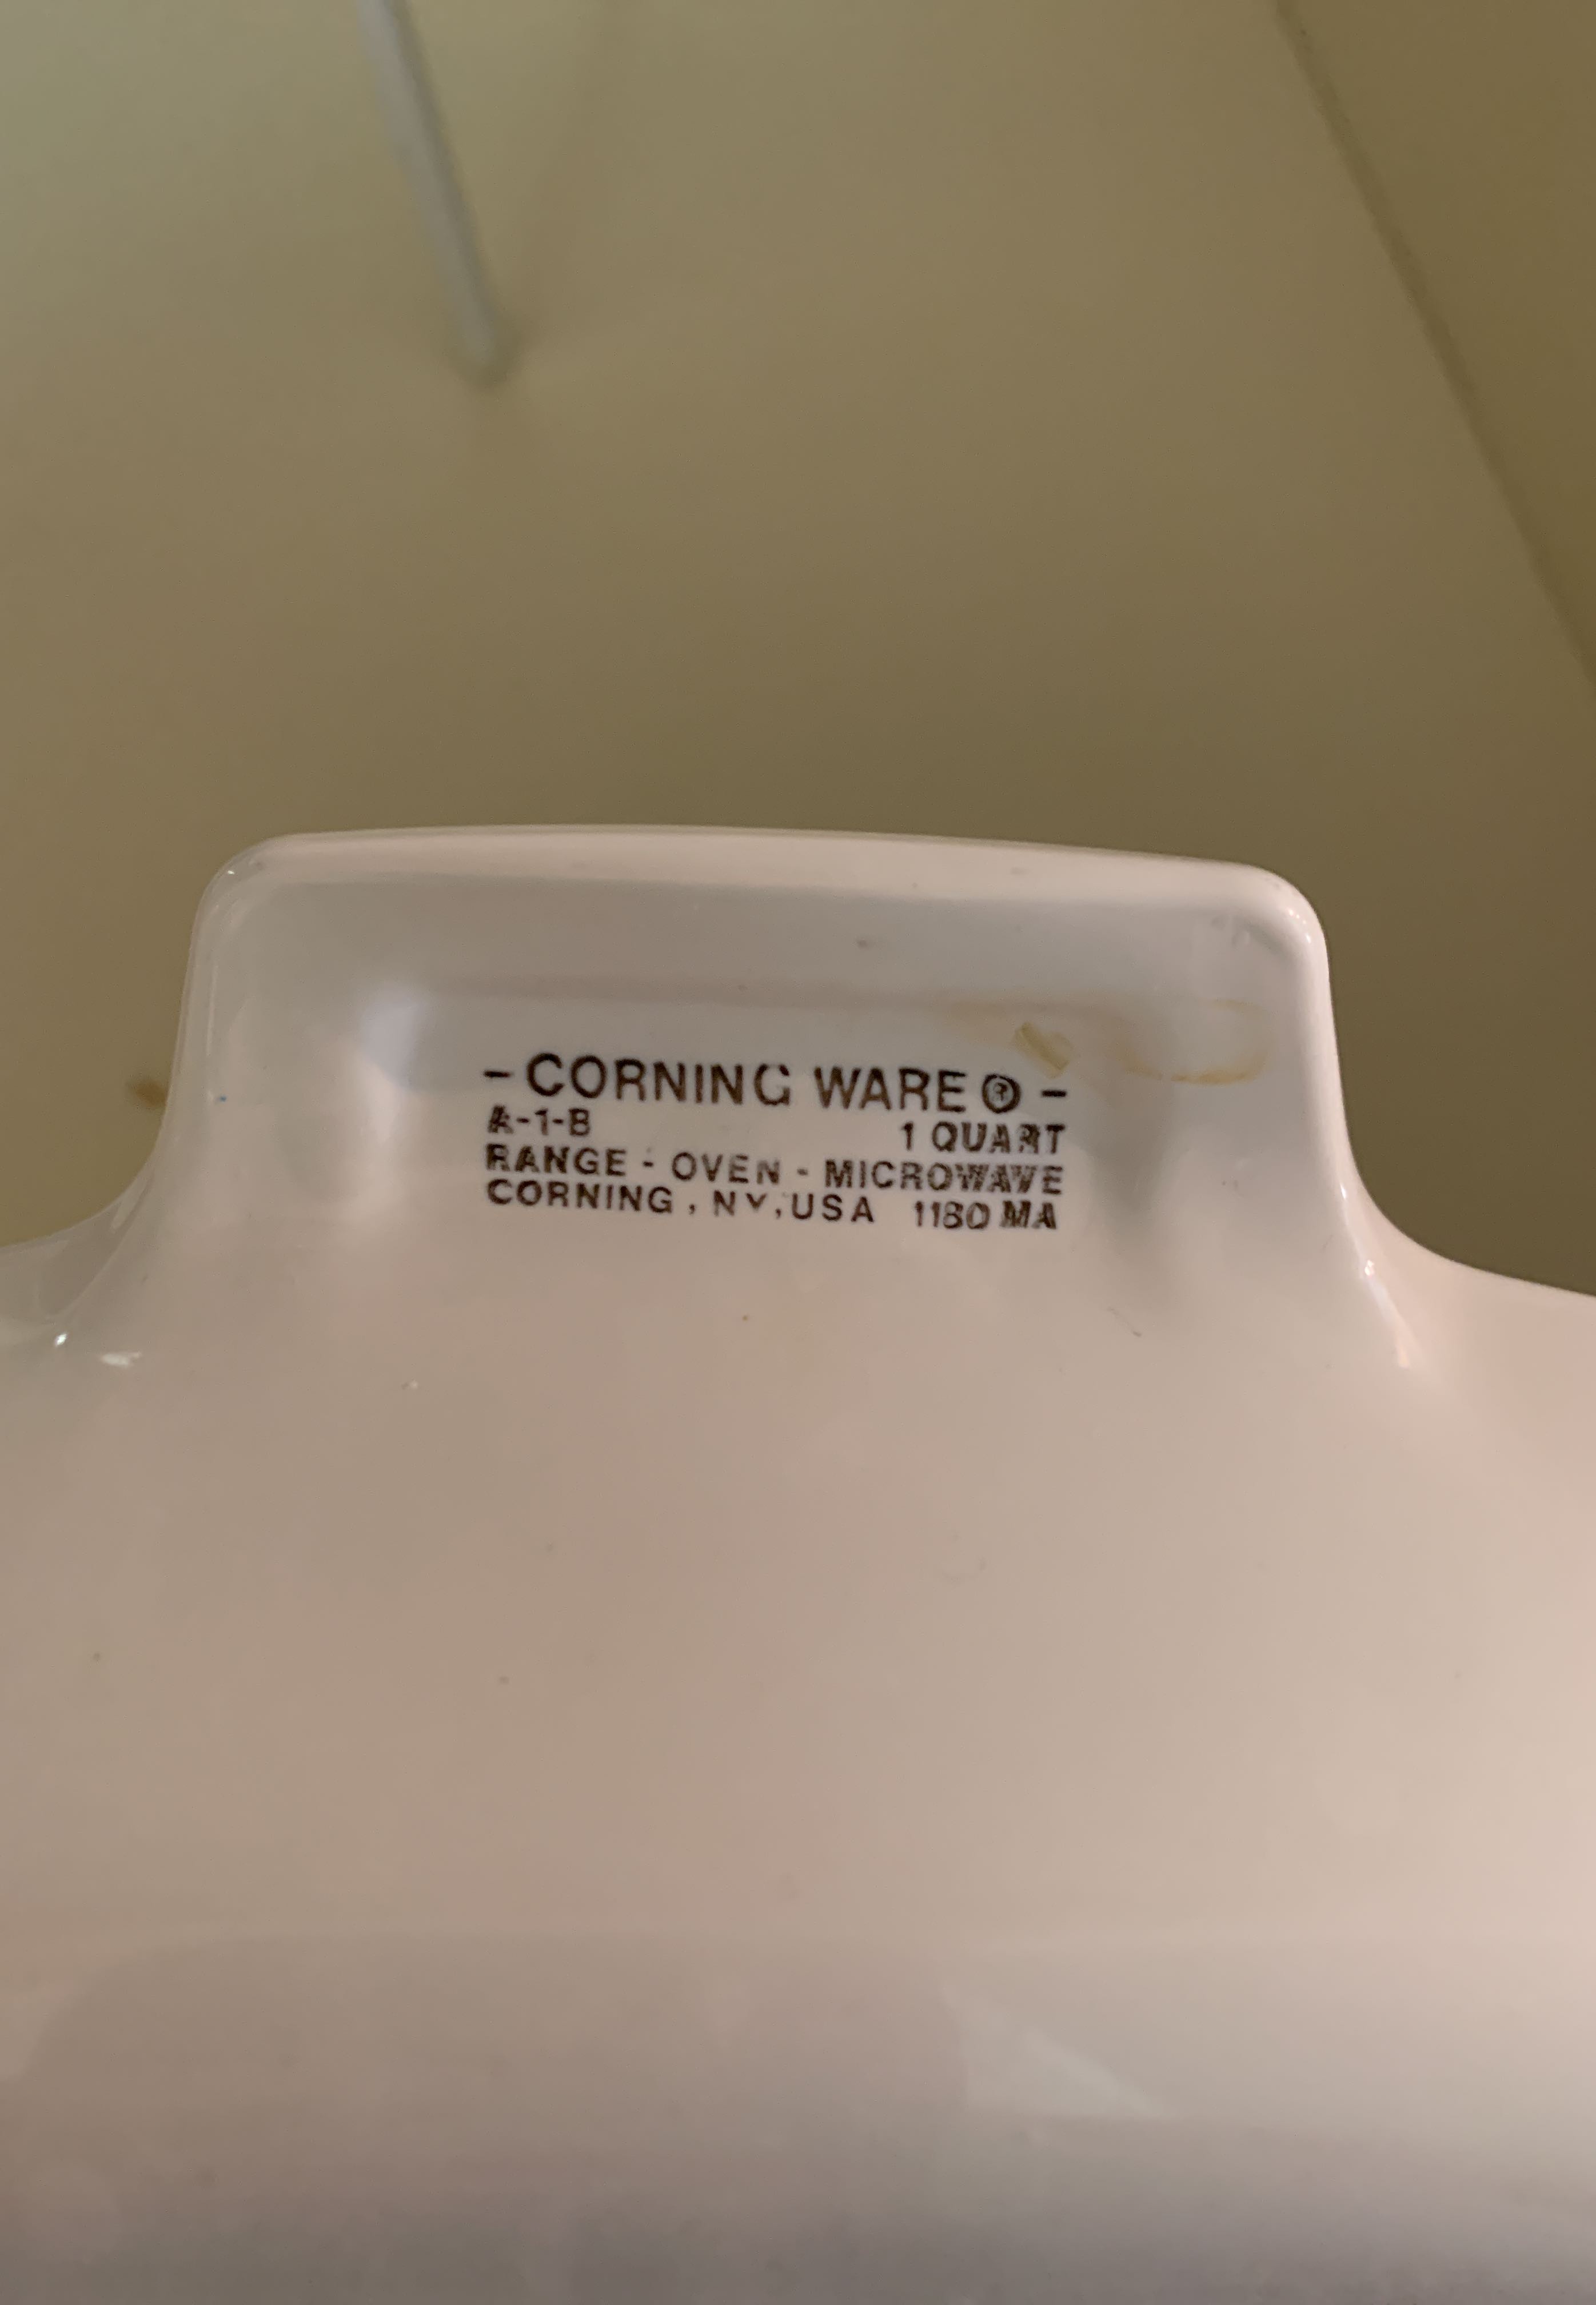 - CORNING WARE ® -
A-1-B 1 QUART
RANGE - OVEN - MICROWAVE
CORNING, NY, USA 1180 MA